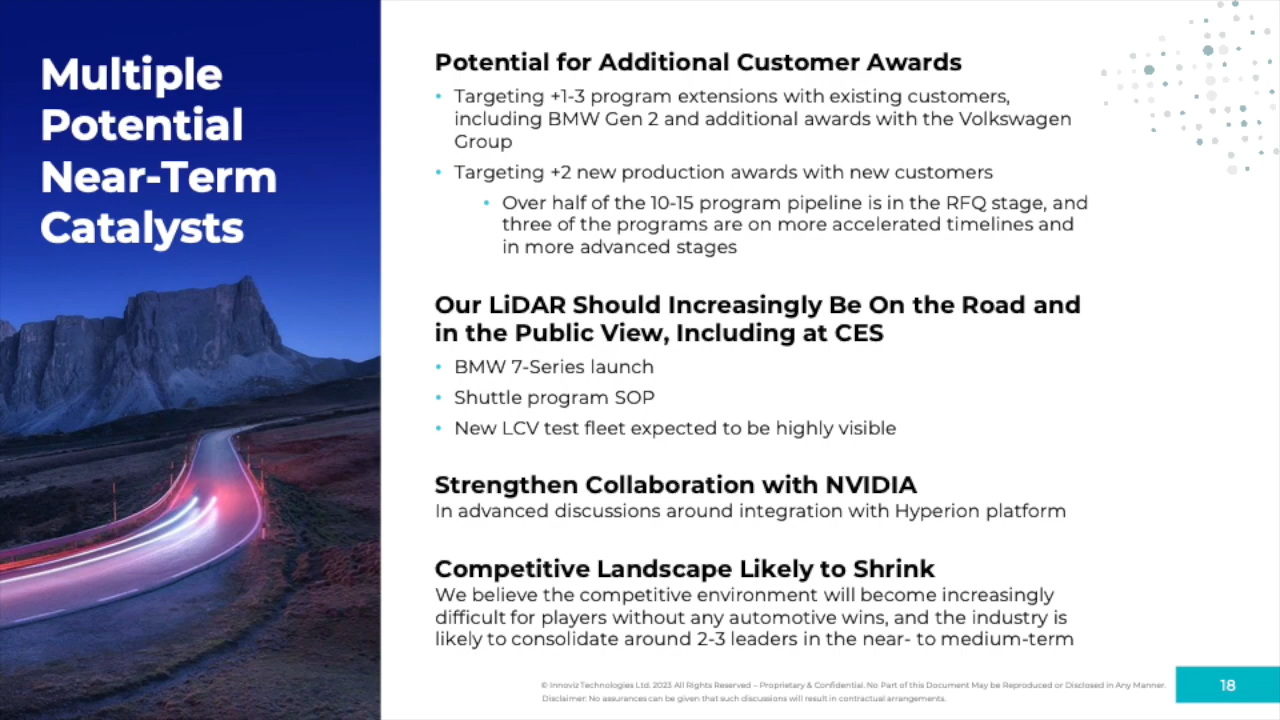 Multiple
Potential
Near-Term
Catalysts
Potential for Additional Customer Awards
• Targeting +1-3 program extensions with existing customers,
including BMW Gen 2 and additional awards with the Volkswagen
Group
• Targeting +2 new production awards with new customers
• Over half of the 10-15 program pipeline is in the RFQ stage, and
three of the programs are on more accelerated timelines and
in more advanced stages
Our LiDAR Should Increasingly Be On the Road and
in the Public View, Including at CES
• BMW 7-Series launch
• Shuttle program SOP
• New LCV test fleet expected to be highly visible
Strengthen Collaboration with NVIDIA
In advanced discussions around integration with Hyperion platform
Competitive Landscape Likely to Shrink
We believe the competitive environment will become increasingly
difficult for players without any automotive wins, and the industry is
likely to consolidate around 2-3 leaders in the near- to medium-term
© Innoviz Technologies Ltd. 2023 All Rights Reserved – Proprietary & Confidential. No Part of this Document May be Reproduced or Disclosed in Any Manner.
Disclaimer: No assurances can be given that such discussions will result in contractual arrangements.
18